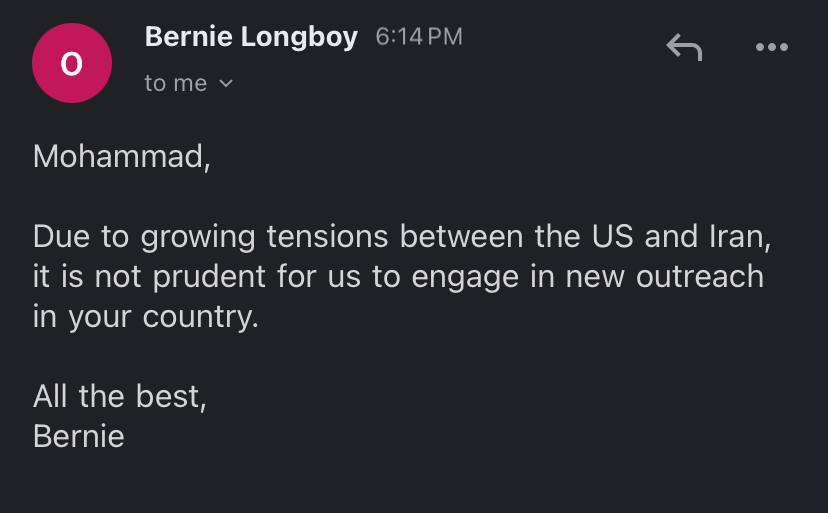 O
Bernie Longboy 6:14 PM
to me
Mohammad,
Due to growing tensions between the US and Iran,
it is not prudent for us to engage in new outreach
in your country.
All the best,
Bernie